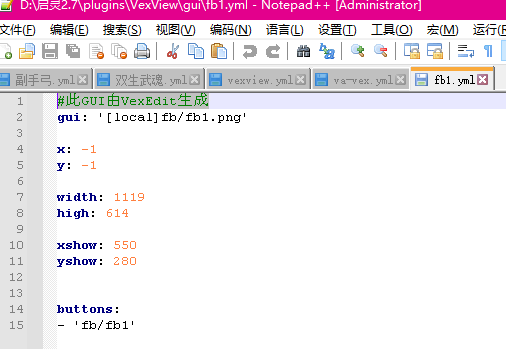 D:\启灵2.7\plugins\VexView\gui\fb1.yml - Notepad++ [Administrator]
文件(F) 编辑(E) 搜索(S) 视图(V) 编码(N) 语言(L) 设置(T) 工具(O) 宏(M) 运行(R)
副手弓.yml 双生武魂.yml vexview.yml va-vex.yml fb1.yml
1 #此GUI由VexEdit生成
2 gui: '[local]fb/fb1.png'
3
4 x: -1
5 y: -1
6
7 width: 1119
8 high: 614
9
10 xshow: 550
11 yshow: 280
12
13
14 buttons:
15 - 'fb/fb1'